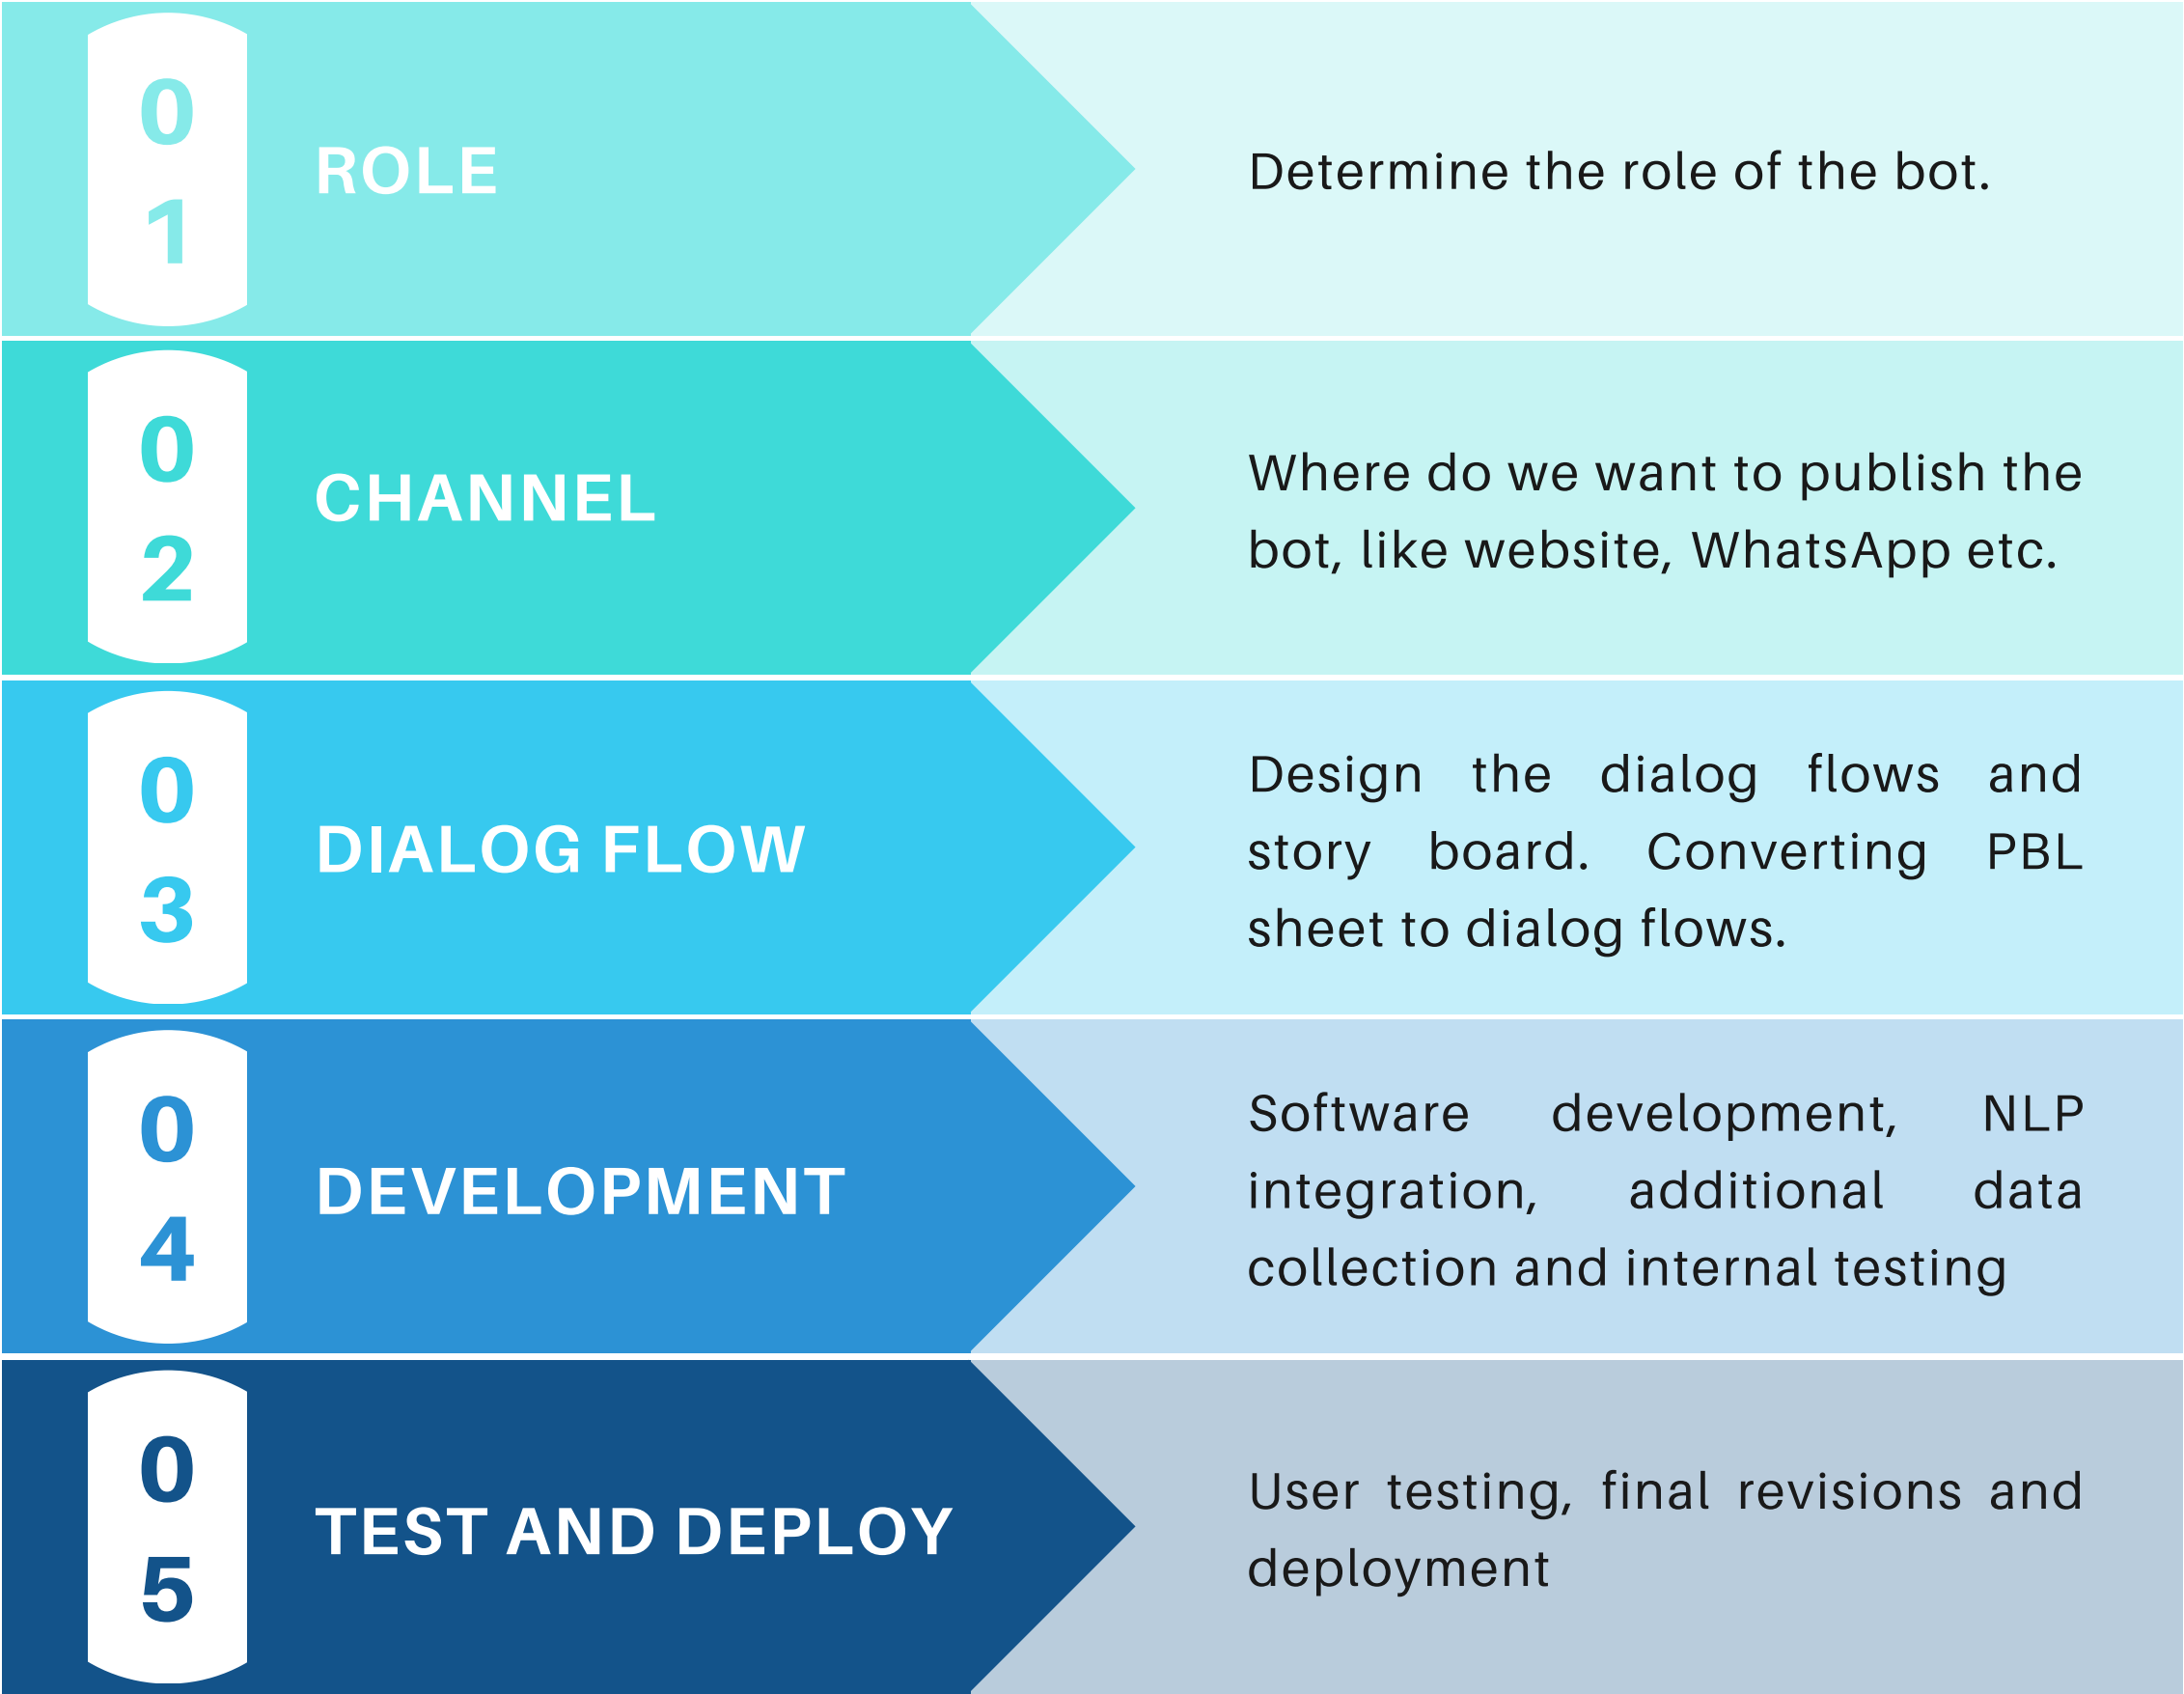 0
1
ROLE
Determine the role of the bot.
0
2
CHANNEL
Where do we want to publish the
bot, like website, WhatsApp etc.
0
3
DIALOG FLOW
Design the dialog flows and
story board. Converting PBL
sheet to dialog flows.
0
4
DEVELOPMENT
Software development, NLP
integration, additional data
collection and internal testing
0
5
TEST AND DEPLOY
User testing, final revisions and
deployment